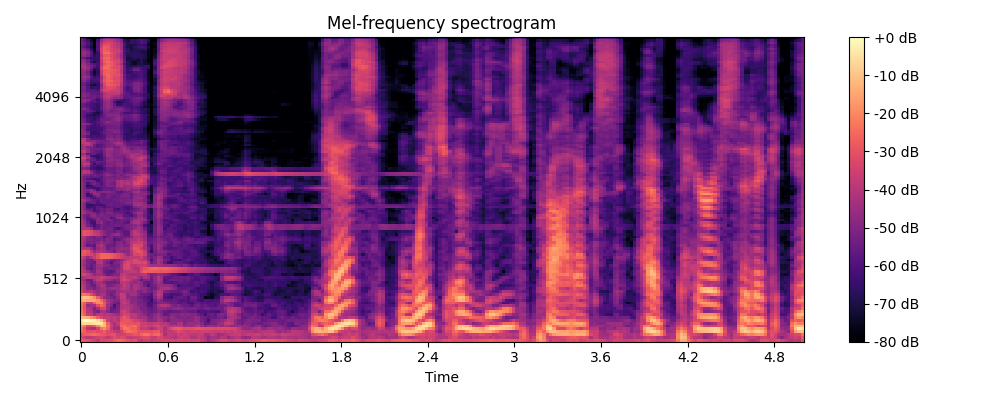 Mel-frequency spectrogram
+0 dB
-10 dB
4096
-20 dB
-30 dB
2048
Hz
-40 dB
1024
-50 dB
-60 dB
512
-70 dB
0
-80 dB
0 0.6 1.2 1.8 2.4 3 3.6 4.2 4.8
Time